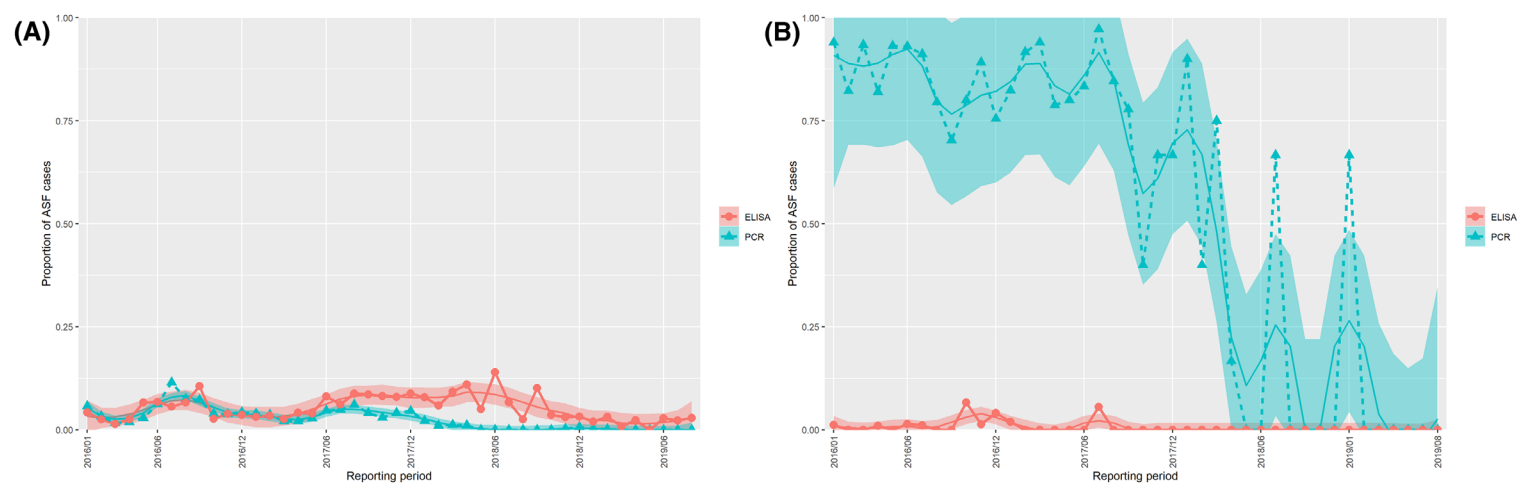 (A)
Proportion of ASF cases
1.00
0.75
0.50
0.25
0.00
2016/01
2016/06
2016/12
2017/06
2017/12
2018/06
2018/12
2019/06
Reporting period
ELISA
PCR
(B)
Proportion of ASF cases
1.00
0.75
0.50
0.25
0.00
2016/01
2016/06
2016/12
2017/06
2017/12
2018/06
2019/01
2019/08
Reporting period
ELISA
PCR